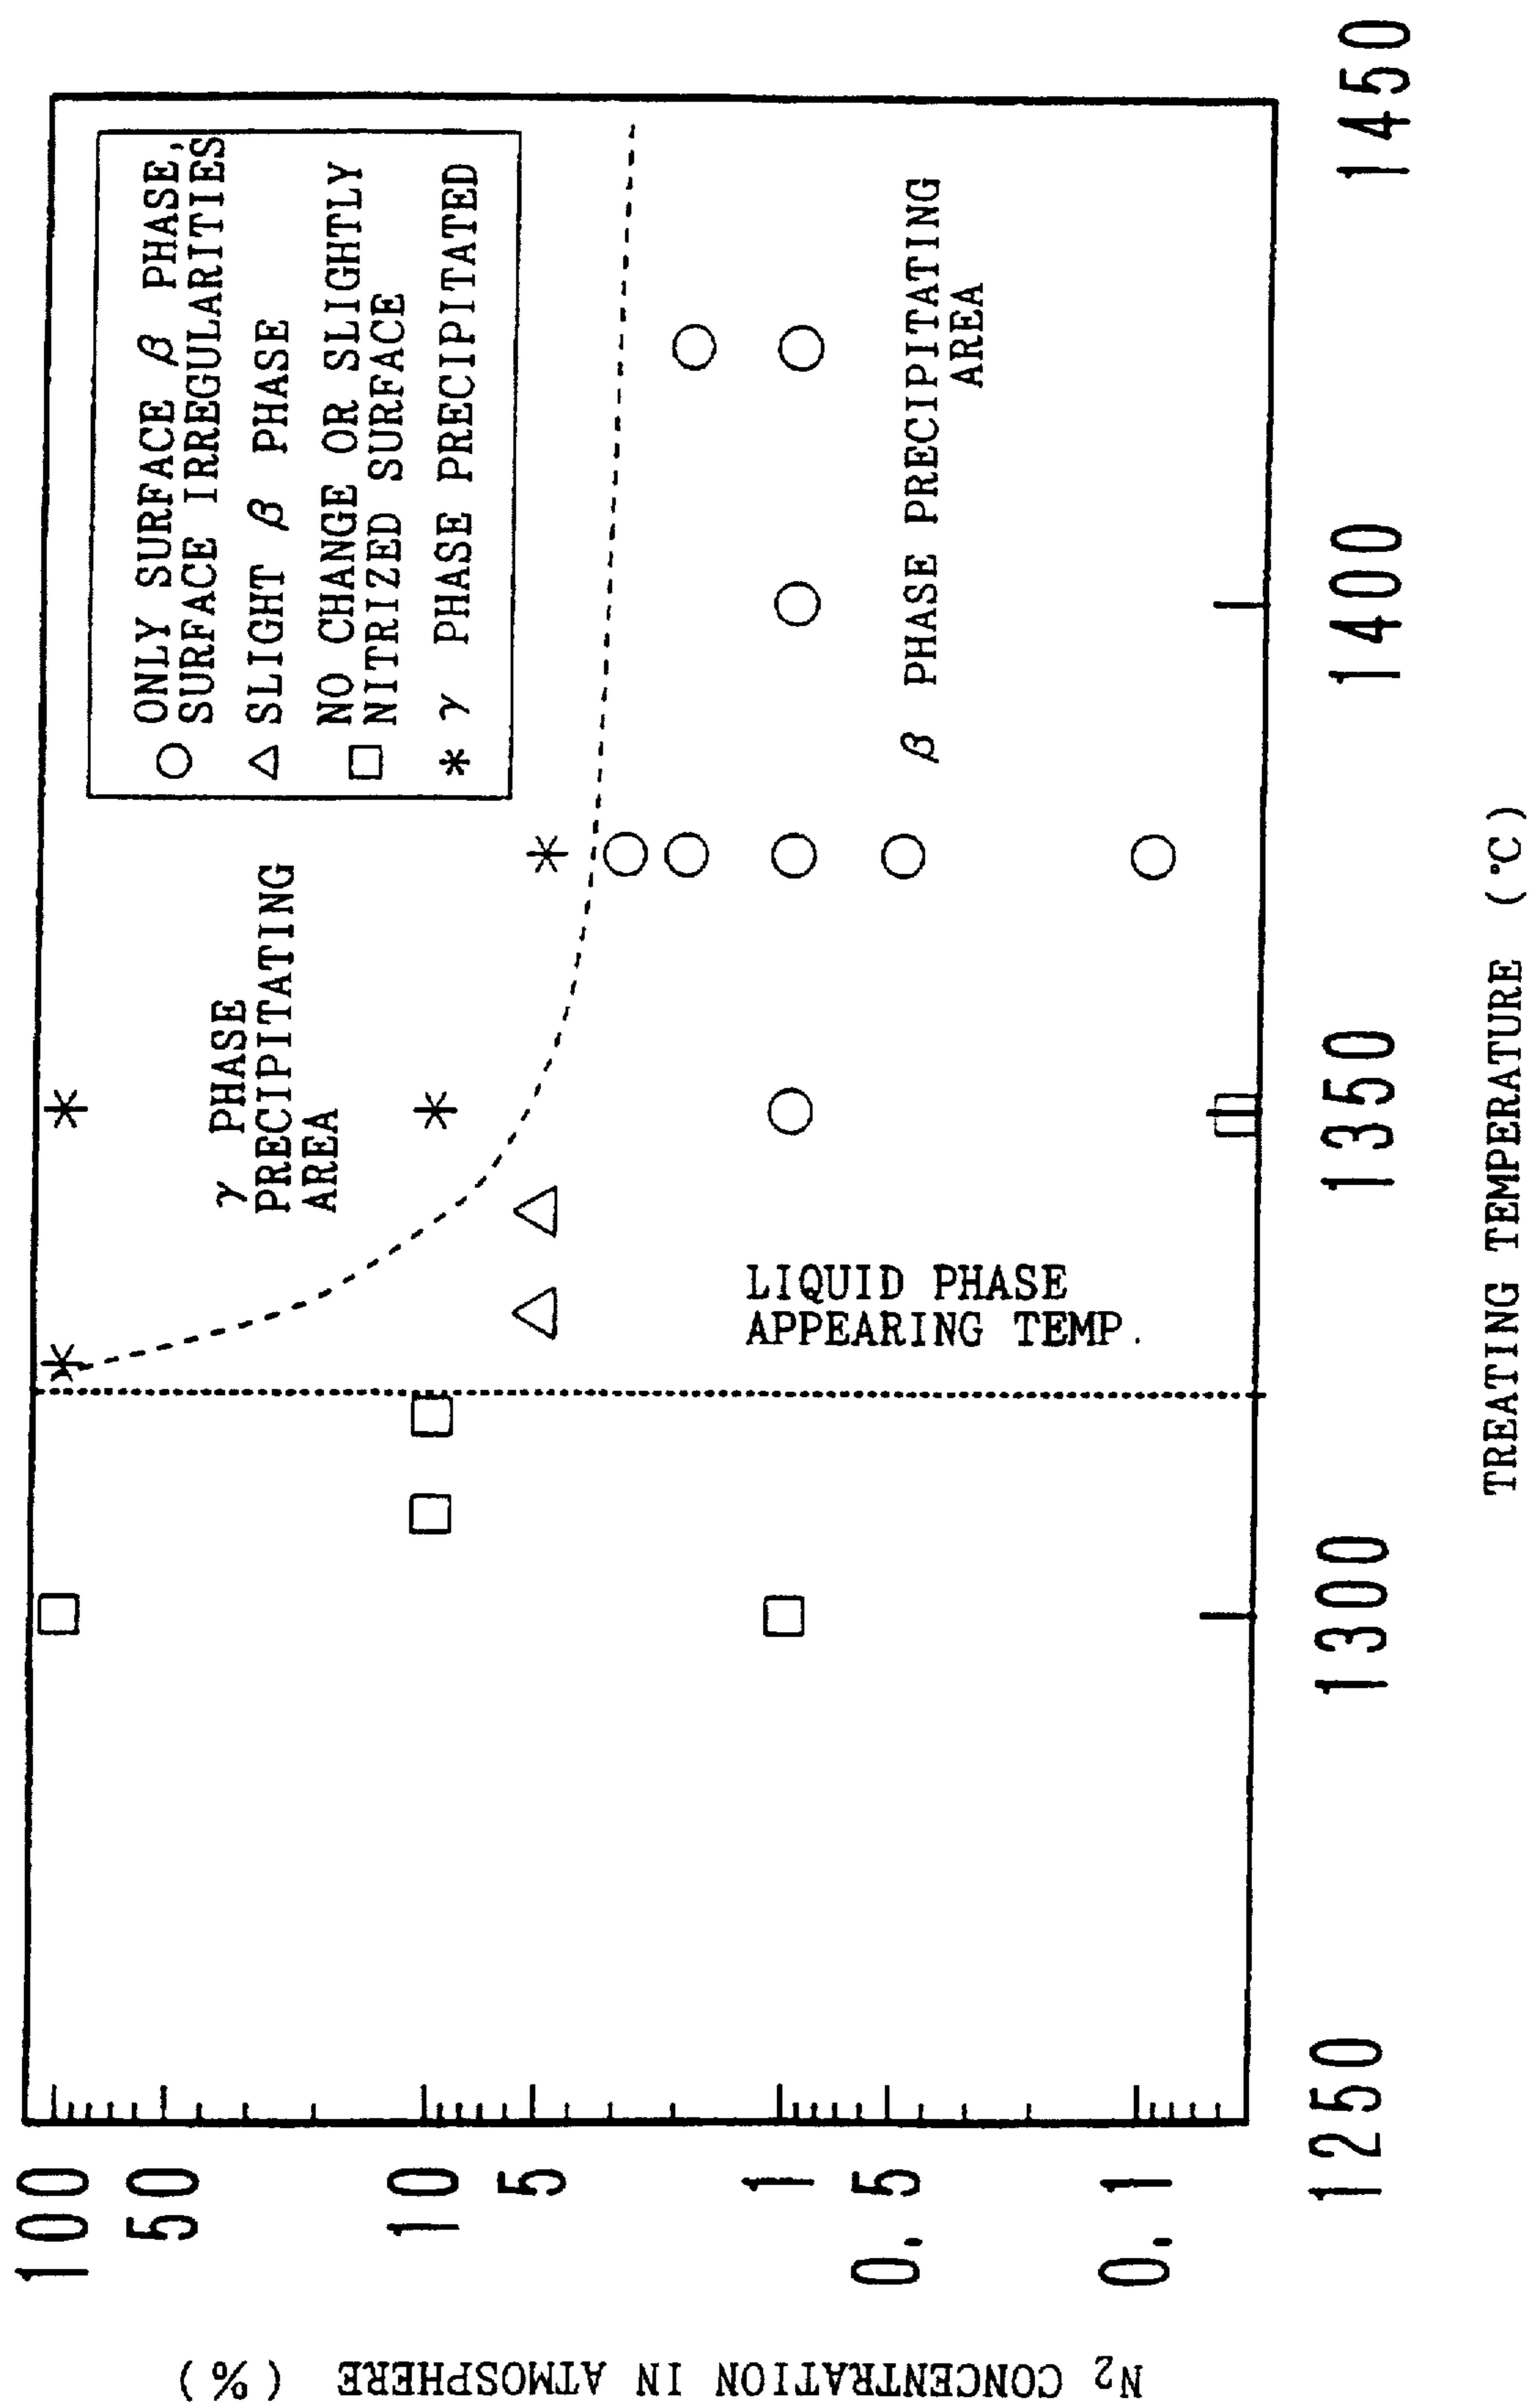 N2 CONCENTRATION IN ATMOSPHERE (%)
100
50
10
5
1
0.5
0.1
○ ONLY SURFACE β PHASE,
SURFACE IRREGULARITIES
△ SLIGHT β PHASE
□ NO CHANGE OR SLIGHTLY
NITRIZED SURFACE
* γ PHASE PRECIPITATED
γ PHASE
PRECIPITATING
AREA
LIQUID PHASE
APPEARING TEMP.
β PHASE PRECIPITATING
AREA
1250
1300
1350
1400
1450
TREATING TEMPERATURE (°C)